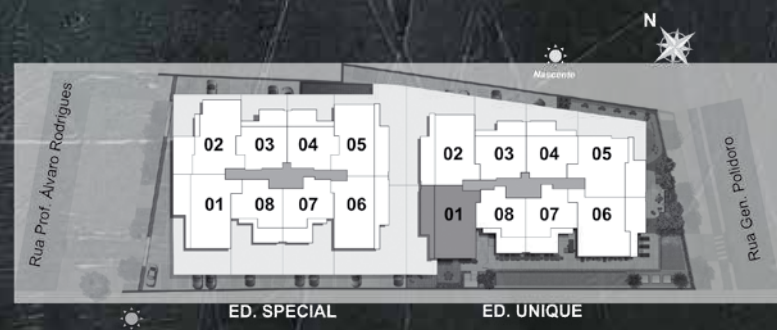 N
Nascente
Rua Prof. Álvaro Rodrigues
02 03 04 05
01 08 07 06
02 03 04 05
01 08 07 06
Rua Gen. Polidoro
ED. SPECIAL
ED. UNIQUE